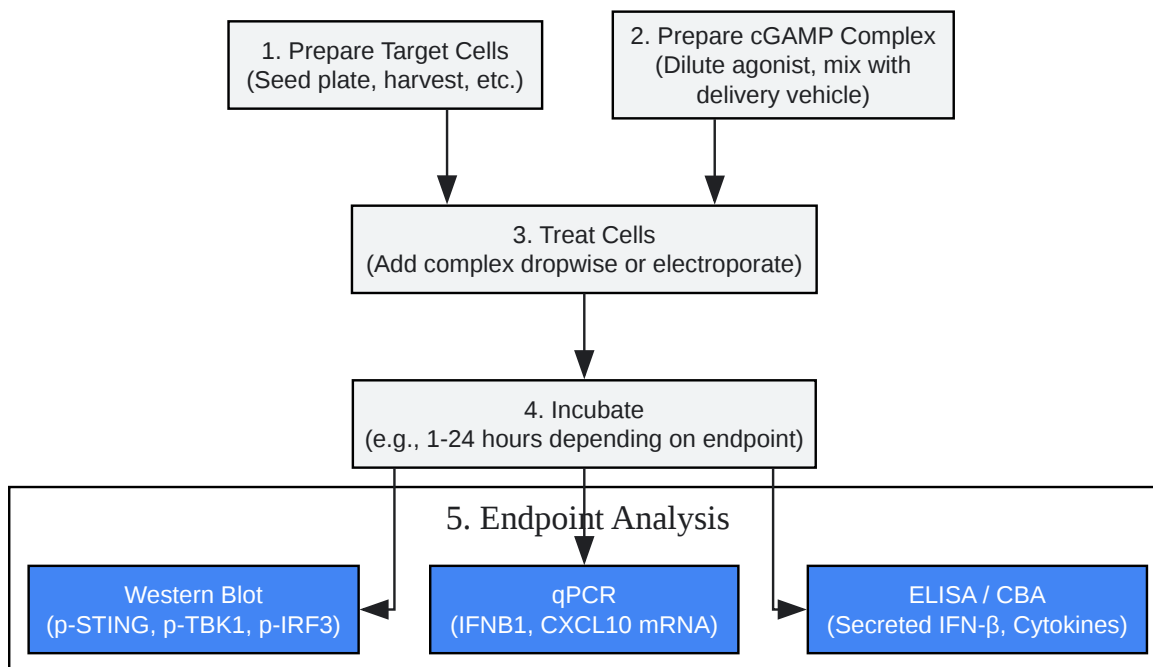 1. Prepare Target Cells
(Seed plate, harvest, etc.)
2. Prepare cGAMP Complex
(Dilute agonist, mix with
delivery vehicle)
3. Treat Cells
(Add complex dropwise or electroporate)
4. Incubate
(e.g., 1-24 hours depending on endpoint)
5. Endpoint Analysis
Western Blot
(p-STING, p-TBK1, p-IRF3)
qPCR
(IFNB1, CXCL10 mRNA)
ELISA / CBA
(Secreted IFN-β, Cytokines)